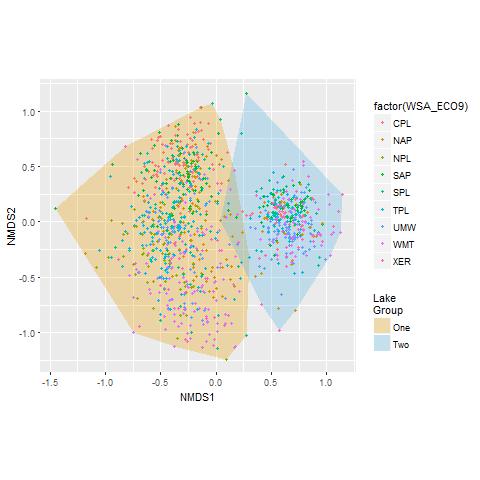 factor(WSA_ECO9)
CPL
NAP
NPL
SAP
SPL
TPL
UMW
WMT
XER
Lake
Group
One
Two
NMDS2
1.0
0.5
0.0
-0.5
-1.0
-1.5 -1.0 -0.5 0.0 0.5 1.0
NMDS1